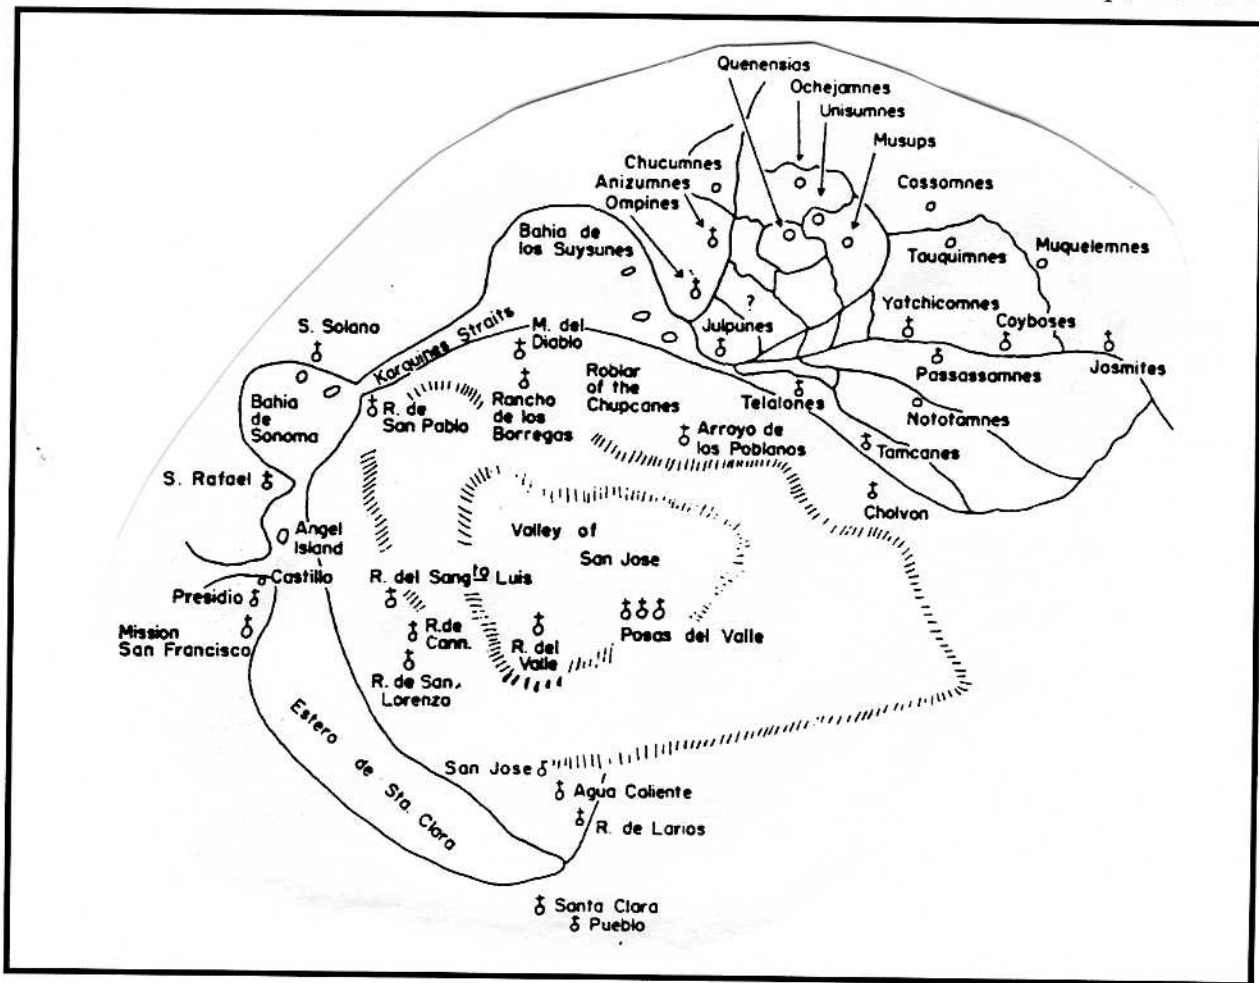 Quenensias
Ochejamnes
Unisumnes
Musups
Chucumnes
Anizumnes
Ompines
Cossomnes
Bahia de
los Suysunes
Tauquimnes
Muquelemnes
?
Yatchicomnes
Coyboses
S. Solano
Karquines Straits
M. del
Diablo
Julpunes
Passassamnes
Josmites
Bahia
de
Sonoma
R. de
San Pablo
Rancho
de los
Borregas
Roblar
of the
Chupcanes
Telalones
Nototamnes
Arroyo de
los Poblanos
Tamcanes
S. Rafael
Cholvon
Angel
Island
Valley of
San Jose
Castillo
R. del Sangto Luis
Presidio
Mission
San Francisco
R. de
Cann.
R. del
Valle
Posas del Valle
R. de San.
Lorenzo
Estero de Sta. Clara
San Jose
Agua Caliente
R. de Larios
Santa Clara
Pueblo